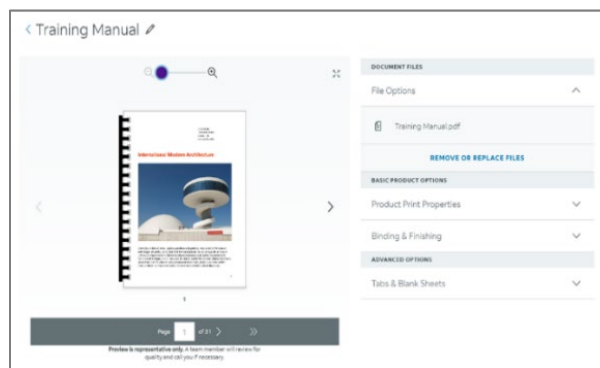 Training Manual
DOCUMENT FILES
File Options
Training Manual.pdf
REMOVE OR REPLACE FILES
BASIC PRODUCT OPTIONS
Product Print Properties
Binding & Finishing
ADVANCED OPTIONS
Tabs & Blank Sheets
International Modern Architecture
1
Page 1 of 31
Preview is representative only. A team member will review for
quality and call you if necessary.